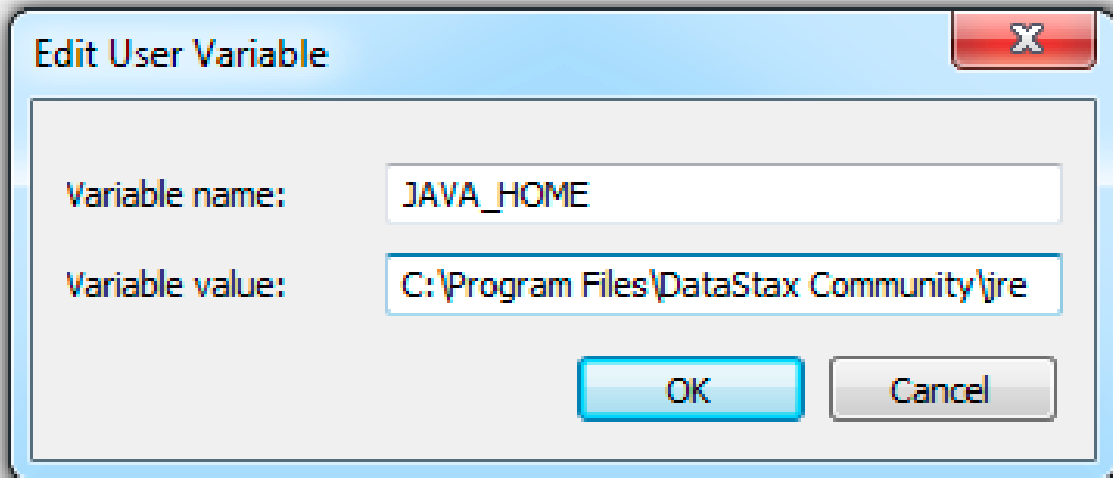 Edit User Variable
Variable name: JAVA_HOME
Variable value: C:\Program Files\DataStax Community\jre
OK Cancel